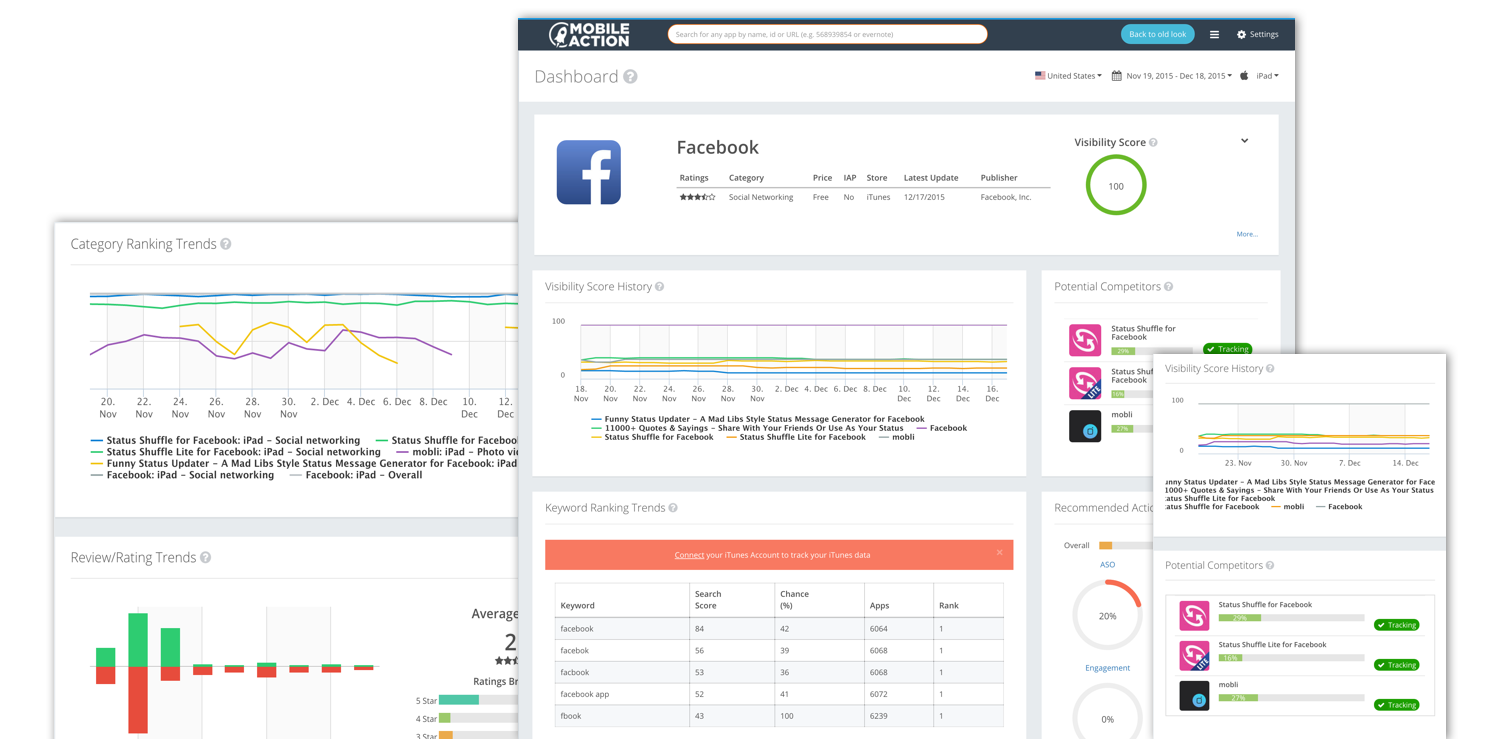 MOBILE
ACTION
Search for any app by name, id or URL (e.g. 568939854 or evernote)
Back to old look
Settings
Dashboard ?
United States
Nov 19, 2015 - Dec 18, 2015
iPad
Facebook
Ratings Category Price IAP Store Latest Update Publisher
Social Networking Free No iTunes 12/17/2015 Facebook, Inc.
Visibility Score ?
100
More...
Category Ranking Trends ?
20. Nov 22. Nov 24. Nov 26. Nov 28. Nov 30. Nov 2. Dec 4. Dec 6. Dec 8. Dec 10. Dec 12.
Status Shuffle for Facebook: iPad - Social networking Status Shuffle for Facebo
Status Shuffle Lite for Facebook: iPad - Social networking mobli: iPad - Photo vi
Funny Status Updater - A Mad Libs Style Status Message Generator for Facebook: iPad
Facebook: iPad - Social networking Facebook: iPad - Overall
Review/Rating Trends ?
Average
2
Ratings Br
5 Star
4 Star
3 Star
Visibility Score History ?
100
0
18. Nov 20. Nov 22. Nov 24. Nov 26. Nov 28. Nov 30. Nov 2. Dec 4. Dec 6. Dec 8. Dec 10. Dec 12. Dec 14. Dec 16. Dec
Funny Status Updater - A Mad Libs Style Status Message Generator for Facebook
11000+ Quotes & Sayings - Share With Your Friends Or Use As Your Status Facebook
Status Shuffle for Facebook Status Shuffle Lite for Facebook mobli
Potential Competitors ?
Status Shuffle for
Facebook
29%
Tracking
Status Shuf
Facebook
LITE
16%
mobli
d
27%
Keyword Ranking Trends ?
Connect your iTunes Account to track your iTunes data
×
Keyword Search Score Chance (%) Apps Rank
facebook 84 42 6064 1
facebok 56 39 6068 1
facbook 53 36 6068 1
facebook app 52 41 6072 1
fbook 43 100 6239 1
Recommended Actio
Overall
ASO
20%
Engagement
0%
Visibility Score History ?
100
0
23. Nov 30. Nov 7. Dec 14. Dec
unny Status Updater - A Mad Libs Style Status Message Generator for Face
1000+ Quotes & Sayings - Share With Your Friends Or Use As Your Status
tatus Shuffle Lite for Facebook
tatus Shuffle for Facebook mobli Facebook
Potential Competitors ?
Status Shuffle for Facebook
29%
Tracking
Status Shuffle Lite for Facebook
LITE
16%
Tracking
mobli
d
27%
Tracking